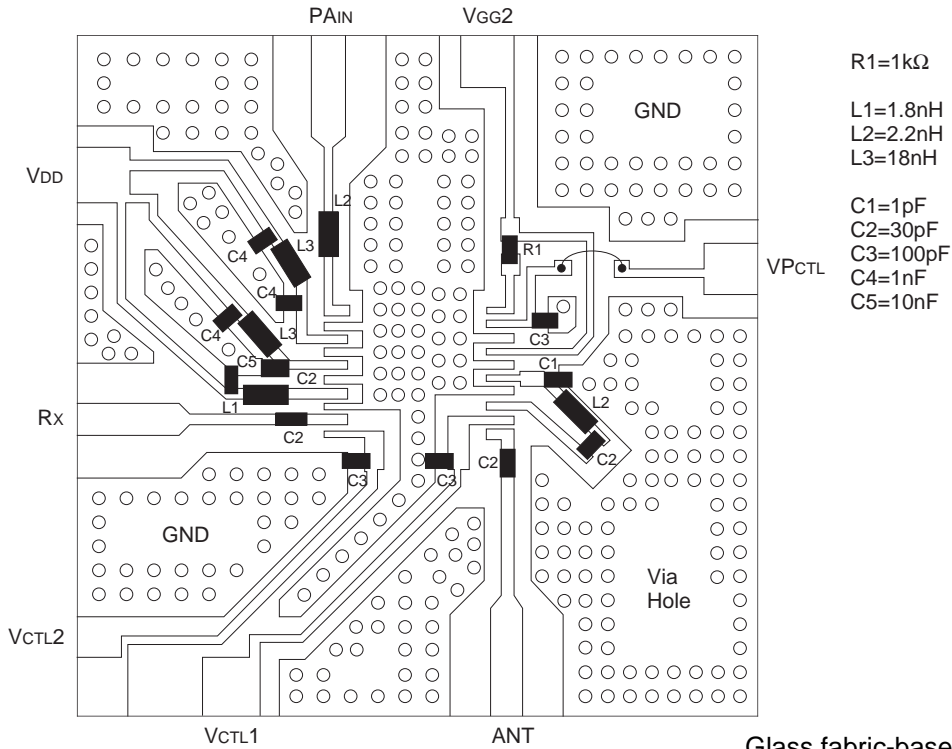 PAIN
VGG2
R1=1kΩ
GND
L1=1.8nH
L2=2.2nH
L3=18nH
VDD
L2
C1=1pF
C4
L3
R1
C2=30pF
VPCTL
C3=100pF
C4
C4=1nF
C5=10nF
C4
L3
C3
C5
C2
C1
L1
L2
RX
C2
C2
C3
C3
C2
GND
Via
Hole
VCTL2
VCTL1
ANT
Glass fabric-base